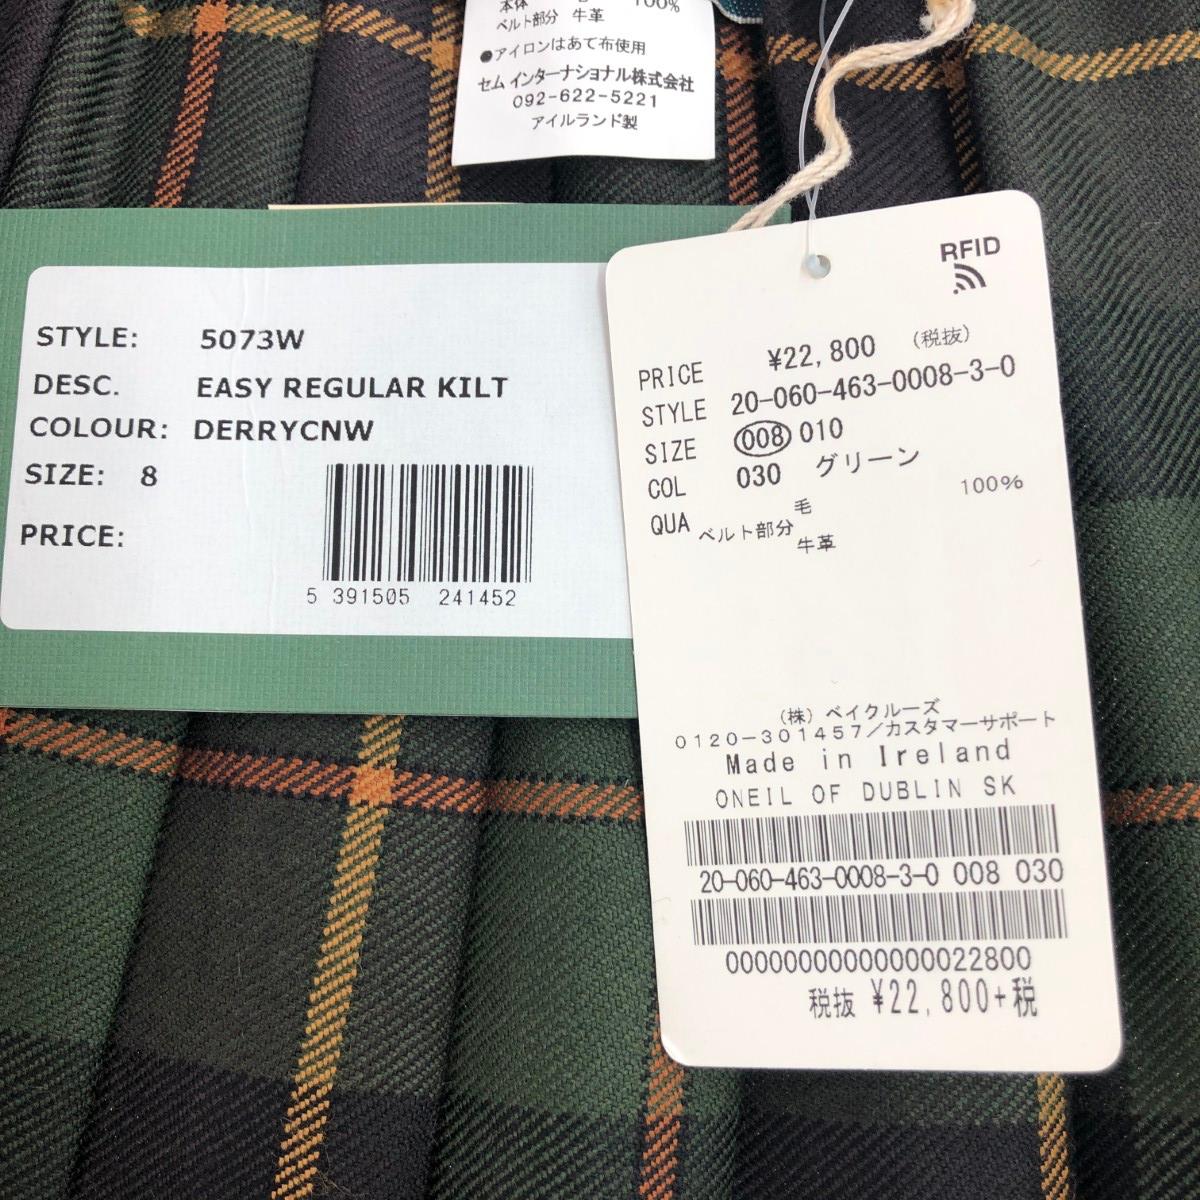 本体 100%
ベルト部分 牛革
●アイロンはあて布使用
セム インターナショナル株式会社
092-622-5221
アイルランド製
STYLE: 5073W
DESC. EASY REGULAR KILT
COLOUR: DERRYCNW
SIZE: 8
PRICE:
5 391505 241452
RFID
PRICE ¥22,800 (税抜)
STYLE 20-060-463-0008-3-0
SIZE 008 010
COL 030 グリーン
QUA 毛 100%
ベルト部分 牛革
(株) ベイクルーズ
0120-301457/カスタマーサポート
Made in Ireland
ONEIL OF DUBLIN SK
20-060-463-0008-3-0 008 030
00000000000000022800
税抜 ¥22,800+税